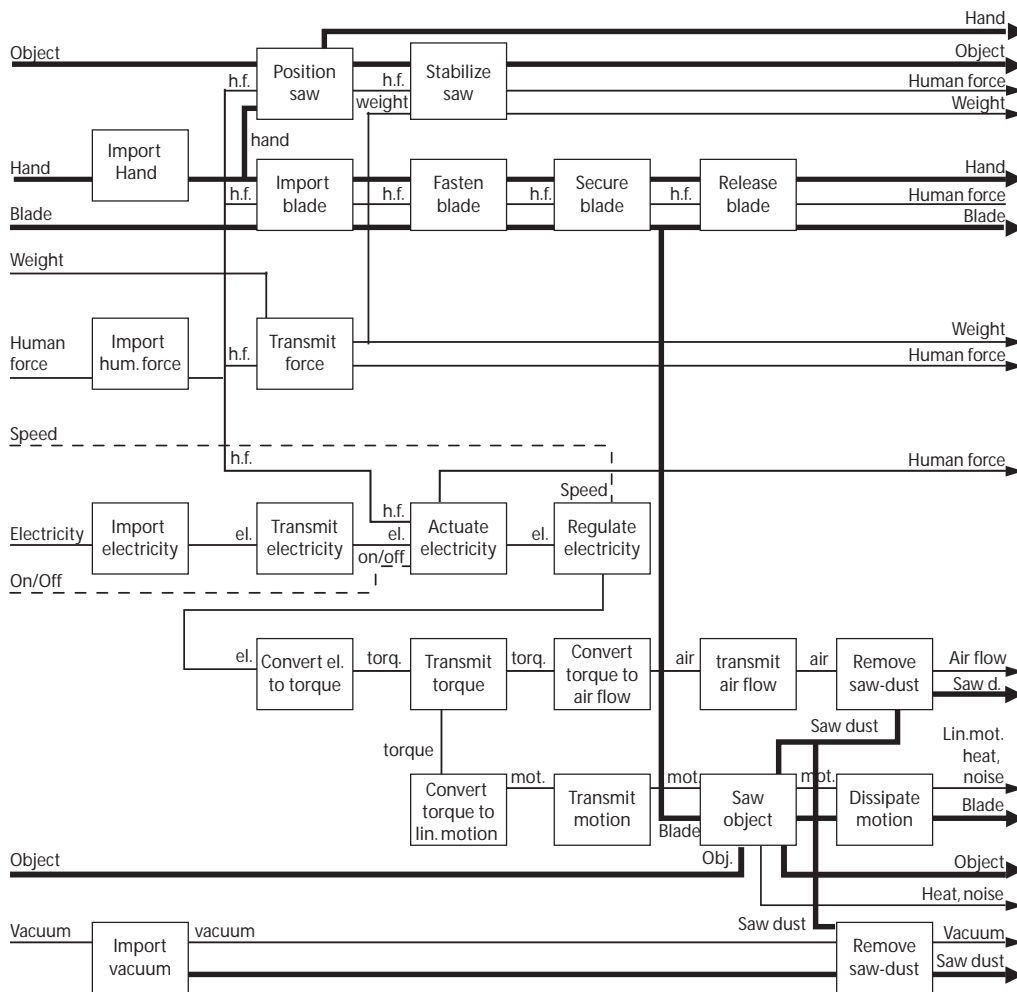 Hand
Object
Object
Position
saw
Stabilize
saw
h.f.
h.f.
Human force
weight
Weight
hand
Import
Hand
Hand
Hand
Import
blade
Fasten
blade
Secure
blade
Release
blade
h.f.
h.f.
h.f.
h.f.
Human force
Blade
Blade
Weight
Human
force
Import
hum. force
h.f.
Transmit
force
Weight
Human force
Speed
h.f.
Human force
Speed
h.f.
Electricity
Import
electricity
el.
Transmit
electricity
el.
on/off
Actuate
electricity
el.
Regulate
electricity
On/Off
el.
Convert el.
to torque
torq.
Transmit
torque
torq.
Convert
torque to
air flow
air
transmit
air flow
air
Remove
saw-dust
Air flow
Saw d.
Saw dust
torque
Lin.mot.
heat,
noise
Convert
torque to
lin. motion
mot.
Transmit
motion
mot.
Saw
object
mot.
Dissipate
motion
Blade
Blade
Object
Obj.
Object
Heat, noise
Saw dust
Vacuum
Import
vacuum
vacuum
Remove
saw-dust
Vacuum
Saw dust